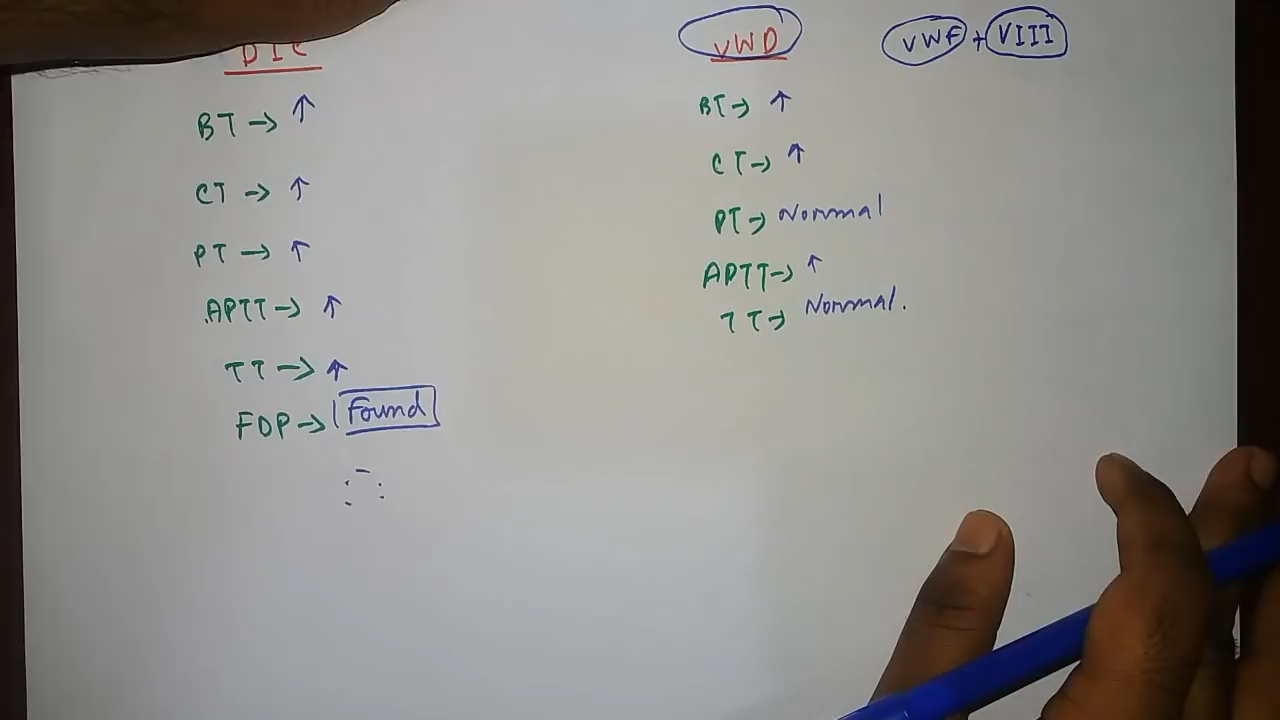 DIC
BT → ↑
CT → ↑
PT → ↑
APTT → ↑
TT → ↑
FDP → Found
VWD
VWF + VIII
BT → ↑
CT → ↑
PT → Normal
APTT → ↑
TT → Normal.